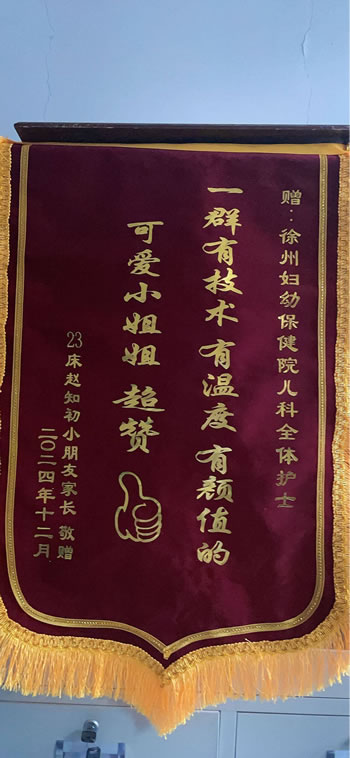 赠：徐州妇幼保健院儿科全体护士
一群有技术 有温度 有颜值的
可爱小姐姐 超赞
23床赵知初小朋友家长 敬赠
二〇二四年十二月